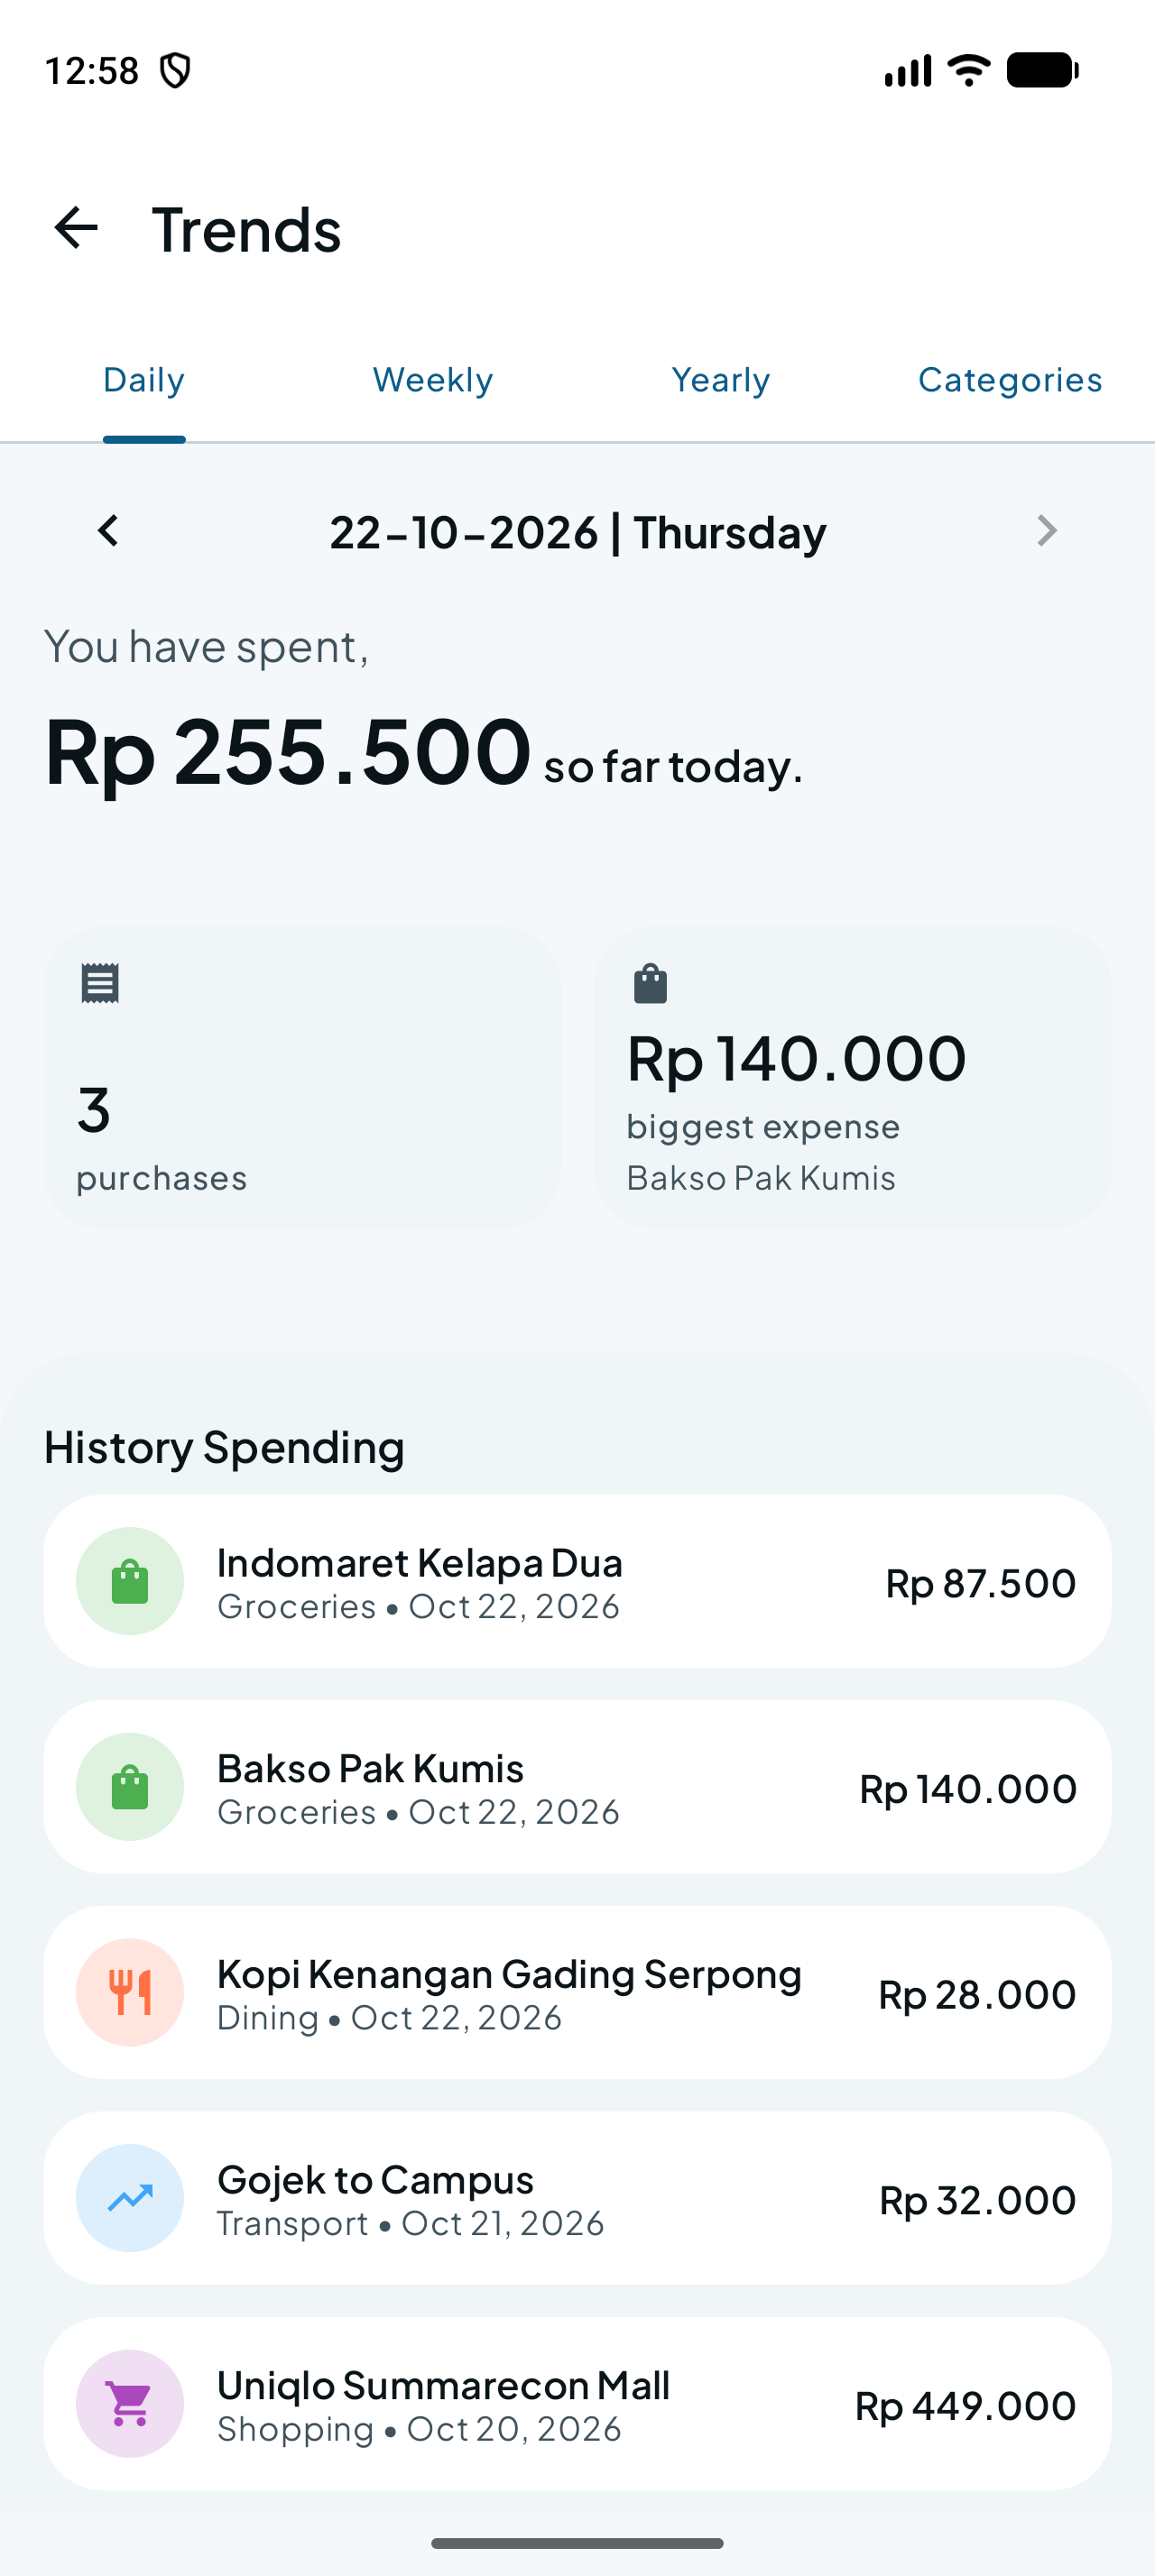 12:58
Trends
Daily Weekly Yearly Categories
22-10-2026 | Thursday
You have spent,
Rp 255.500 so far today.
3
purchases
Rp 140.000
biggest expense
Bakso Pak Kumis
History Spending
Indomaret Kelapa Dua
Groceries • Oct 22, 2026
Rp 87.500
Bakso Pak Kumis
Groceries • Oct 22, 2026
Rp 140.000
Kopi Kenangan Gading Serpong
Dining • Oct 22, 2026
Rp 28.000
Gojek to Campus
Transport • Oct 21, 2026
Rp 32.000
Uniqlo Summarecon Mall
Shopping • Oct 20, 2026
Rp 449.000